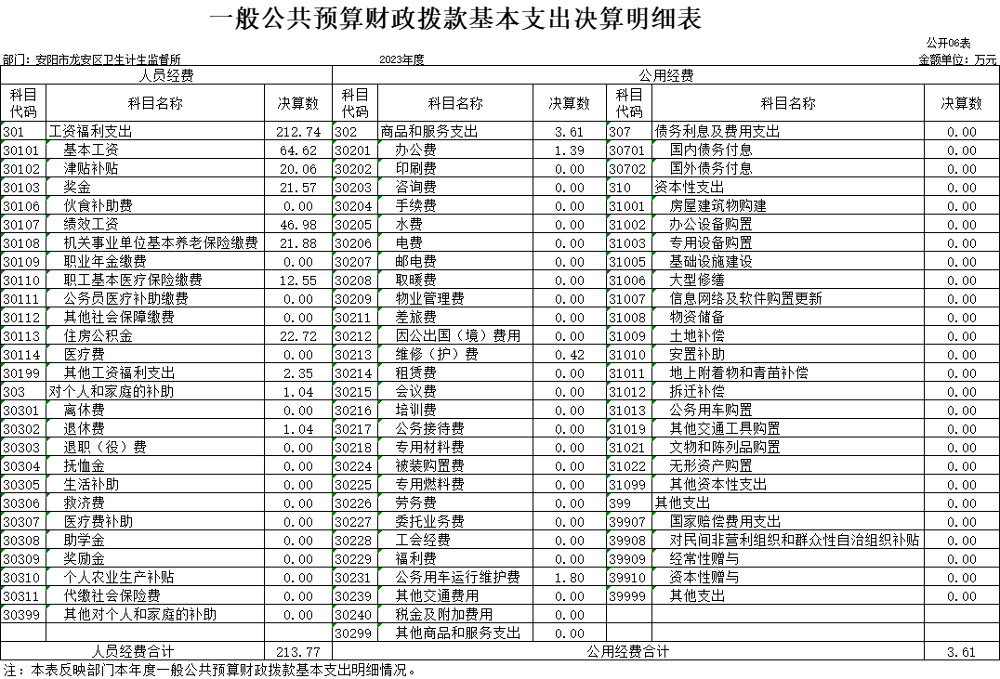 一般公共预算财政拨款基本支出决算明细表
公开06表
部门：安阳市龙安区卫生计生监督所 2023年度 金额单位：万元
人员经费 公用经费
科目代码 科目名称 决算数 科目代码 科目名称 决算数 科目代码 科目名称 决算数
301 工资福利支出 212.74 302 商品和服务支出 3.61 307 债务利息及费用支出 0.00
30101 基本工资 64.62 30201 办公费 1.39 30701 国内债务付息 0.00
30102 津贴补贴 20.06 30202 印刷费 0.00 30702 国外债务付息 0.00
30103 奖金 21.57 30203 咨询费 0.00 310 资本性支出 0.00
30106 伙食补助费 0.00 30204 手续费 0.00 31001 房屋建筑物购建 0.00
30107 绩效工资 46.98 30205 水费 0.00 31002 办公设备购置 0.00
30108 机关事业单位基本养老保险缴费 21.88 30206 电费 0.00 31003 专用设备购置 0.00
30109 职业年金缴费 0.00 30207 邮电费 0.00 31005 基础设施建设 0.00
30110 职工基本医疗保险缴费 12.55 30208 取暖费 0.00 31006 大型修缮 0.00
30111 公务员医疗补助缴费 0.00 30209 物业管理费 0.00 31007 信息网络及软件购置更新 0.00
30112 其他社会保障缴费 0.00 30211 差旅费 0.00 31008 物资储备 0.00
30113 住房公积金 22.72 30212 因公出国（境）费用 0.00 31009 土地补偿 0.00
30114 医疗费 0.00 30213 维修（护）费 0.42 31010 安置补助 0.00
30199 其他工资福利支出 2.35 30214 租赁费 0.00 31011 地上附着物和青苗补偿 0.00
303 对个人和家庭的补助 1.04 30215 会议费 0.00 31012 拆迁补偿 0.00
30301 离休费 0.00 30216 培训费 0.00 31013 公务用车购置 0.00
30302 退休费 1.04 30217 公务接待费 0.00 31019 其他交通工具购置 0.00
30303 退职（役）费 0.00 30218 专用材料费 0.00 31021 文物和陈列品购置 0.00
30304 抚恤金 0.00 30224 被装购置费 0.00 31022 无形资产购置 0.00
30305 生活补助 0.00 30225 专用燃料费 0.00 31099 其他资本性支出 0.00
30306 救济费 0.00 30226 劳务费 0.00 399 其他支出 0.00
30307 医疗费补助 0.00 30227 委托业务费 0.00 39907 国家赔偿费用支出 0.00
30308 助学金 0.00 30228 工会经费 0.00 39908 对民间非营利组织和群众性自治组织补贴 0.00
30309 奖励金 0.00 30229 福利费 0.00 39909 经常性赠与 0.00
30310 个人农业生产补贴 0.00 30231 公务用车运行维护费 1.80 39910 资本性赠与 0.00
30311 代缴社会保险费 0.00 30239 其他交通费用 0.00 39999 其他支出 0.00
30399 其他对个人和家庭的补助 0.00 30240 税金及附加费用 0.00
30299 其他商品和服务支出 0.00
人员经费合计 213.77 公用经费合计 3.61
注：本表反映部门本年度一般公共预算财政拨款基本支出明细情况。